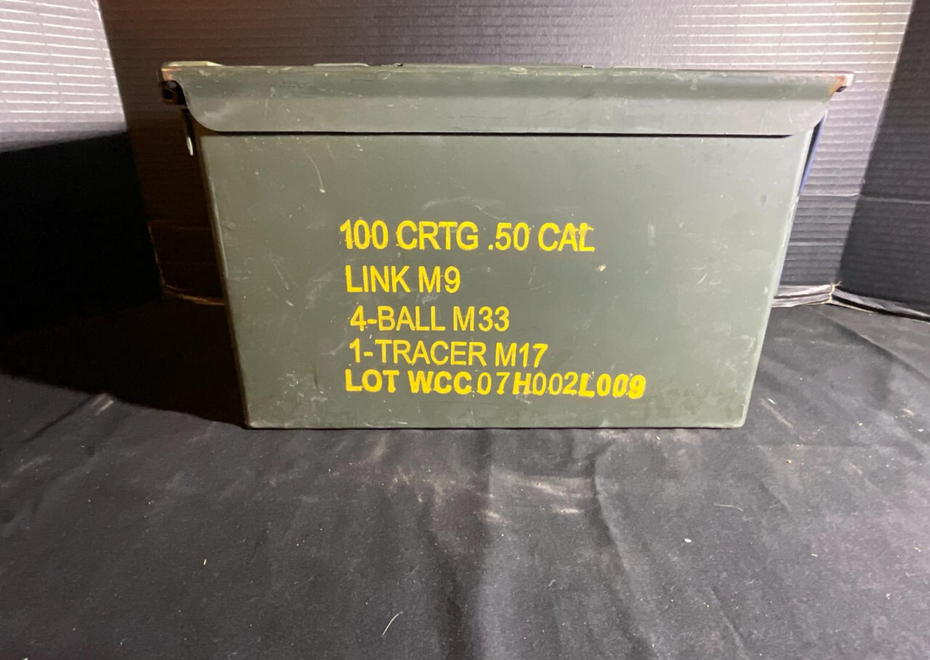 100 CRTG .50 CAL
LINK M9
4-BALL M33
1-TRACER M17
LOT WCC 07H002L009